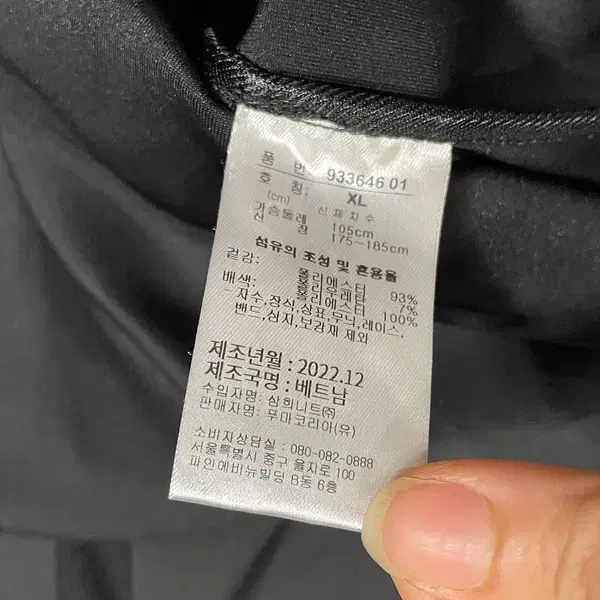 품 번 933646 01
호 칭: XL
(cm) 신체치수
가슴둘레 105cm
신 장 175~185cm
섬유의 조성 및 혼용율
겉감: 폴리에스터 93%
폴리우레탄 7%
배색: 폴리에스터 100%
자수,장식,상표,무늬,레이스,
밴드,심지,보강재 제외
제조년월 : 2022.12
제조국명 : 베트남
수입자명: 삼희니트㈜
판매자명: 푸마코리아(유)
소비자상담실 : 080-082-0888
서울특별시 중구 을지로 100
파인에비뉴빌딩 B동 6층